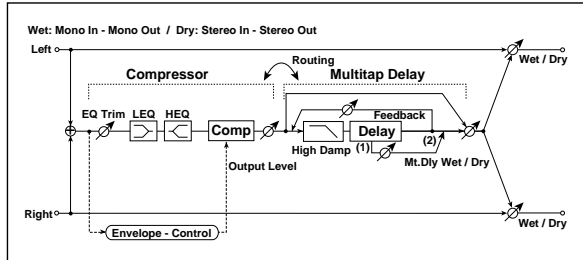 Wet: Mono In - Mono Out / Dry: Stereo In - Stereo Out
Left
Wet / Dry
Routing
Compressor
Multitap Delay
EQ Trim
LEQ
HEQ
Feedback
Comp
Delay
High Damp
(1)
(2)
Output Level
Mt.Dly Wet / Dry
Right
Wet / Dry
Envelope - Control